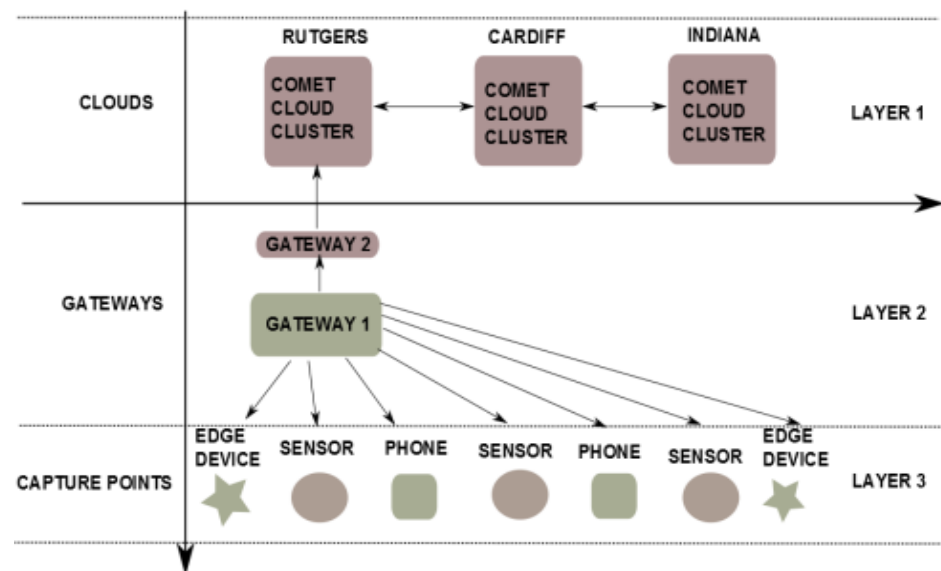 RUTGERS
CARDIFF
INDIANA
CLOUDS
COMET
CLOUD
CLUSTER
COMET
CLOUD
CLUSTER
COMET
CLOUD
CLUSTER
LAYER 1
GATEWAY 2
GATEWAYS
GATEWAY 1
LAYER 2
CAPTURE POINTS
EDGE
DEVICE
SENSOR
PHONE
SENSOR
PHONE
SENSOR
EDGE
DEVICE
LAYER 3